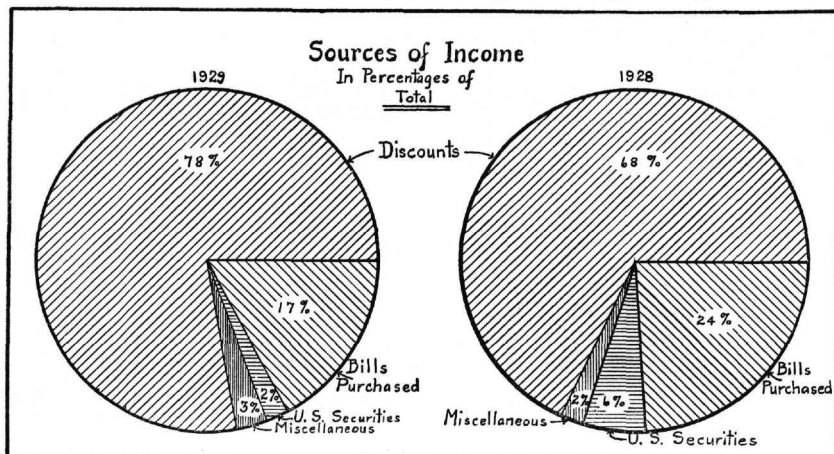 Sources of Income
In Percentages of
Total
1929
1928
Discounts
78%
68%
17%
24%
Bills
Purchased
Bills
Purchased
2%
3%
U.S. Securities
Miscellaneous
2%
6%
Miscellaneous
U.S. Securities